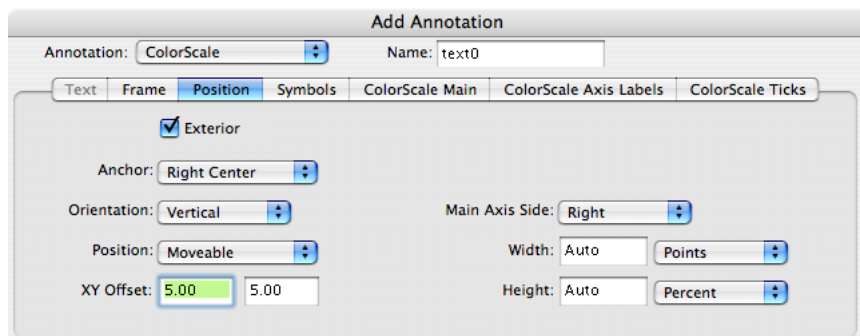 Add Annotation
Annotation: ColorScale Name: text0
Text Frame Position Symbols ColorScale Main ColorScale Axis Labels ColorScale Ticks
Exterior
Anchor: Right Center
Orientation: Vertical Main Axis Side: Right
Position: Moveable Width: Auto Points
XY Offset: 5.00 5.00 Height: Auto Percent